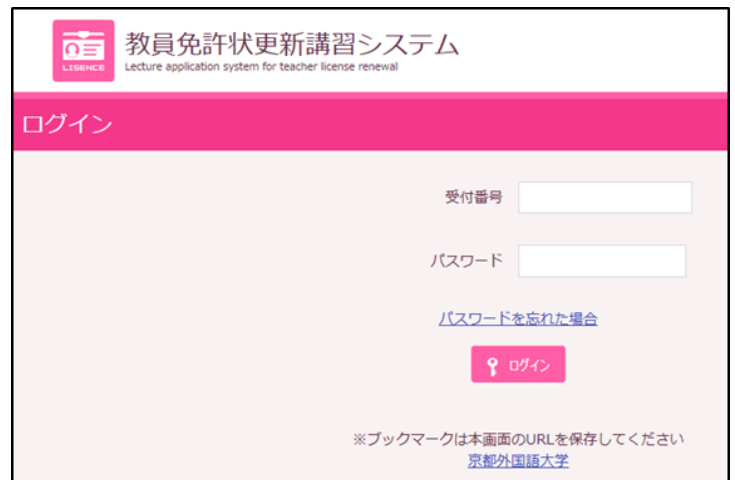 LISENCE
教員免許状更新講習システム
Lecture application system for teacher license renewal
ログイン
受付番号
パスワード
パスワードを忘れた場合
ログイン
※ブックマークは本画面のURLを保存してください
京都外国語大学